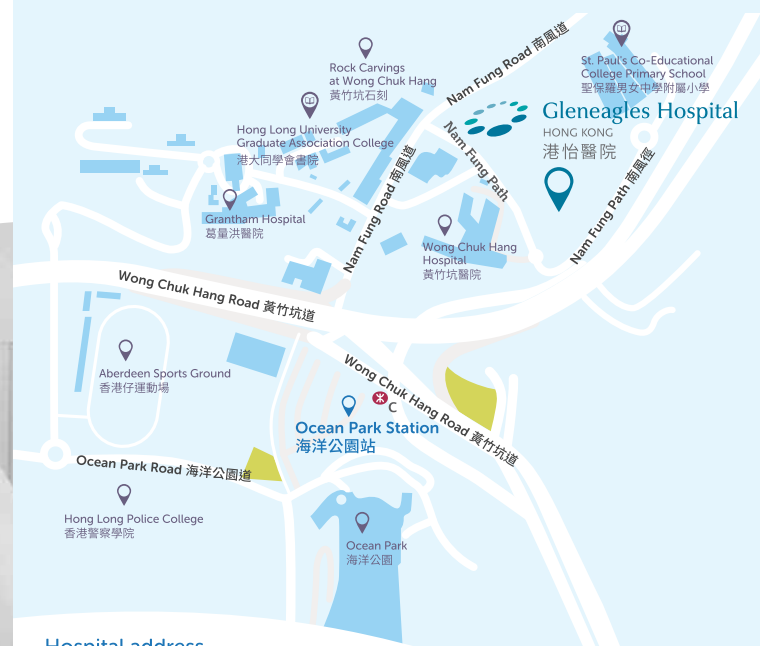 Nam Fung Road 南風道
St. Paul's Co-Educational
College Primary School
聖保羅男女中學附屬小學
Rock Carvings
at Wong Chuk Hang
黃竹坑石刻
Gleneagles Hospital
HONG KONG
港怡醫院
Hong Long University
Graduate Association College
港大同學會書院
Nam Fung Path
Nam Fung Road 南風道
Nam Fung Path 南風徑
Grantham Hospital
葛量洪醫院
Wong Chuk Hang
Hospital
黃竹坑醫院
Wong Chuk Hang Road 黃竹坑道
Aberdeen Sports Ground
香港仔運動場
Wong Chuk Hang Road 黃竹坑道
C
Ocean Park Station
海洋公園站
Ocean Park Road 海洋公園道
Hong Long Police College
香港警察學院
Ocean Park
海洋公園
Hospital address